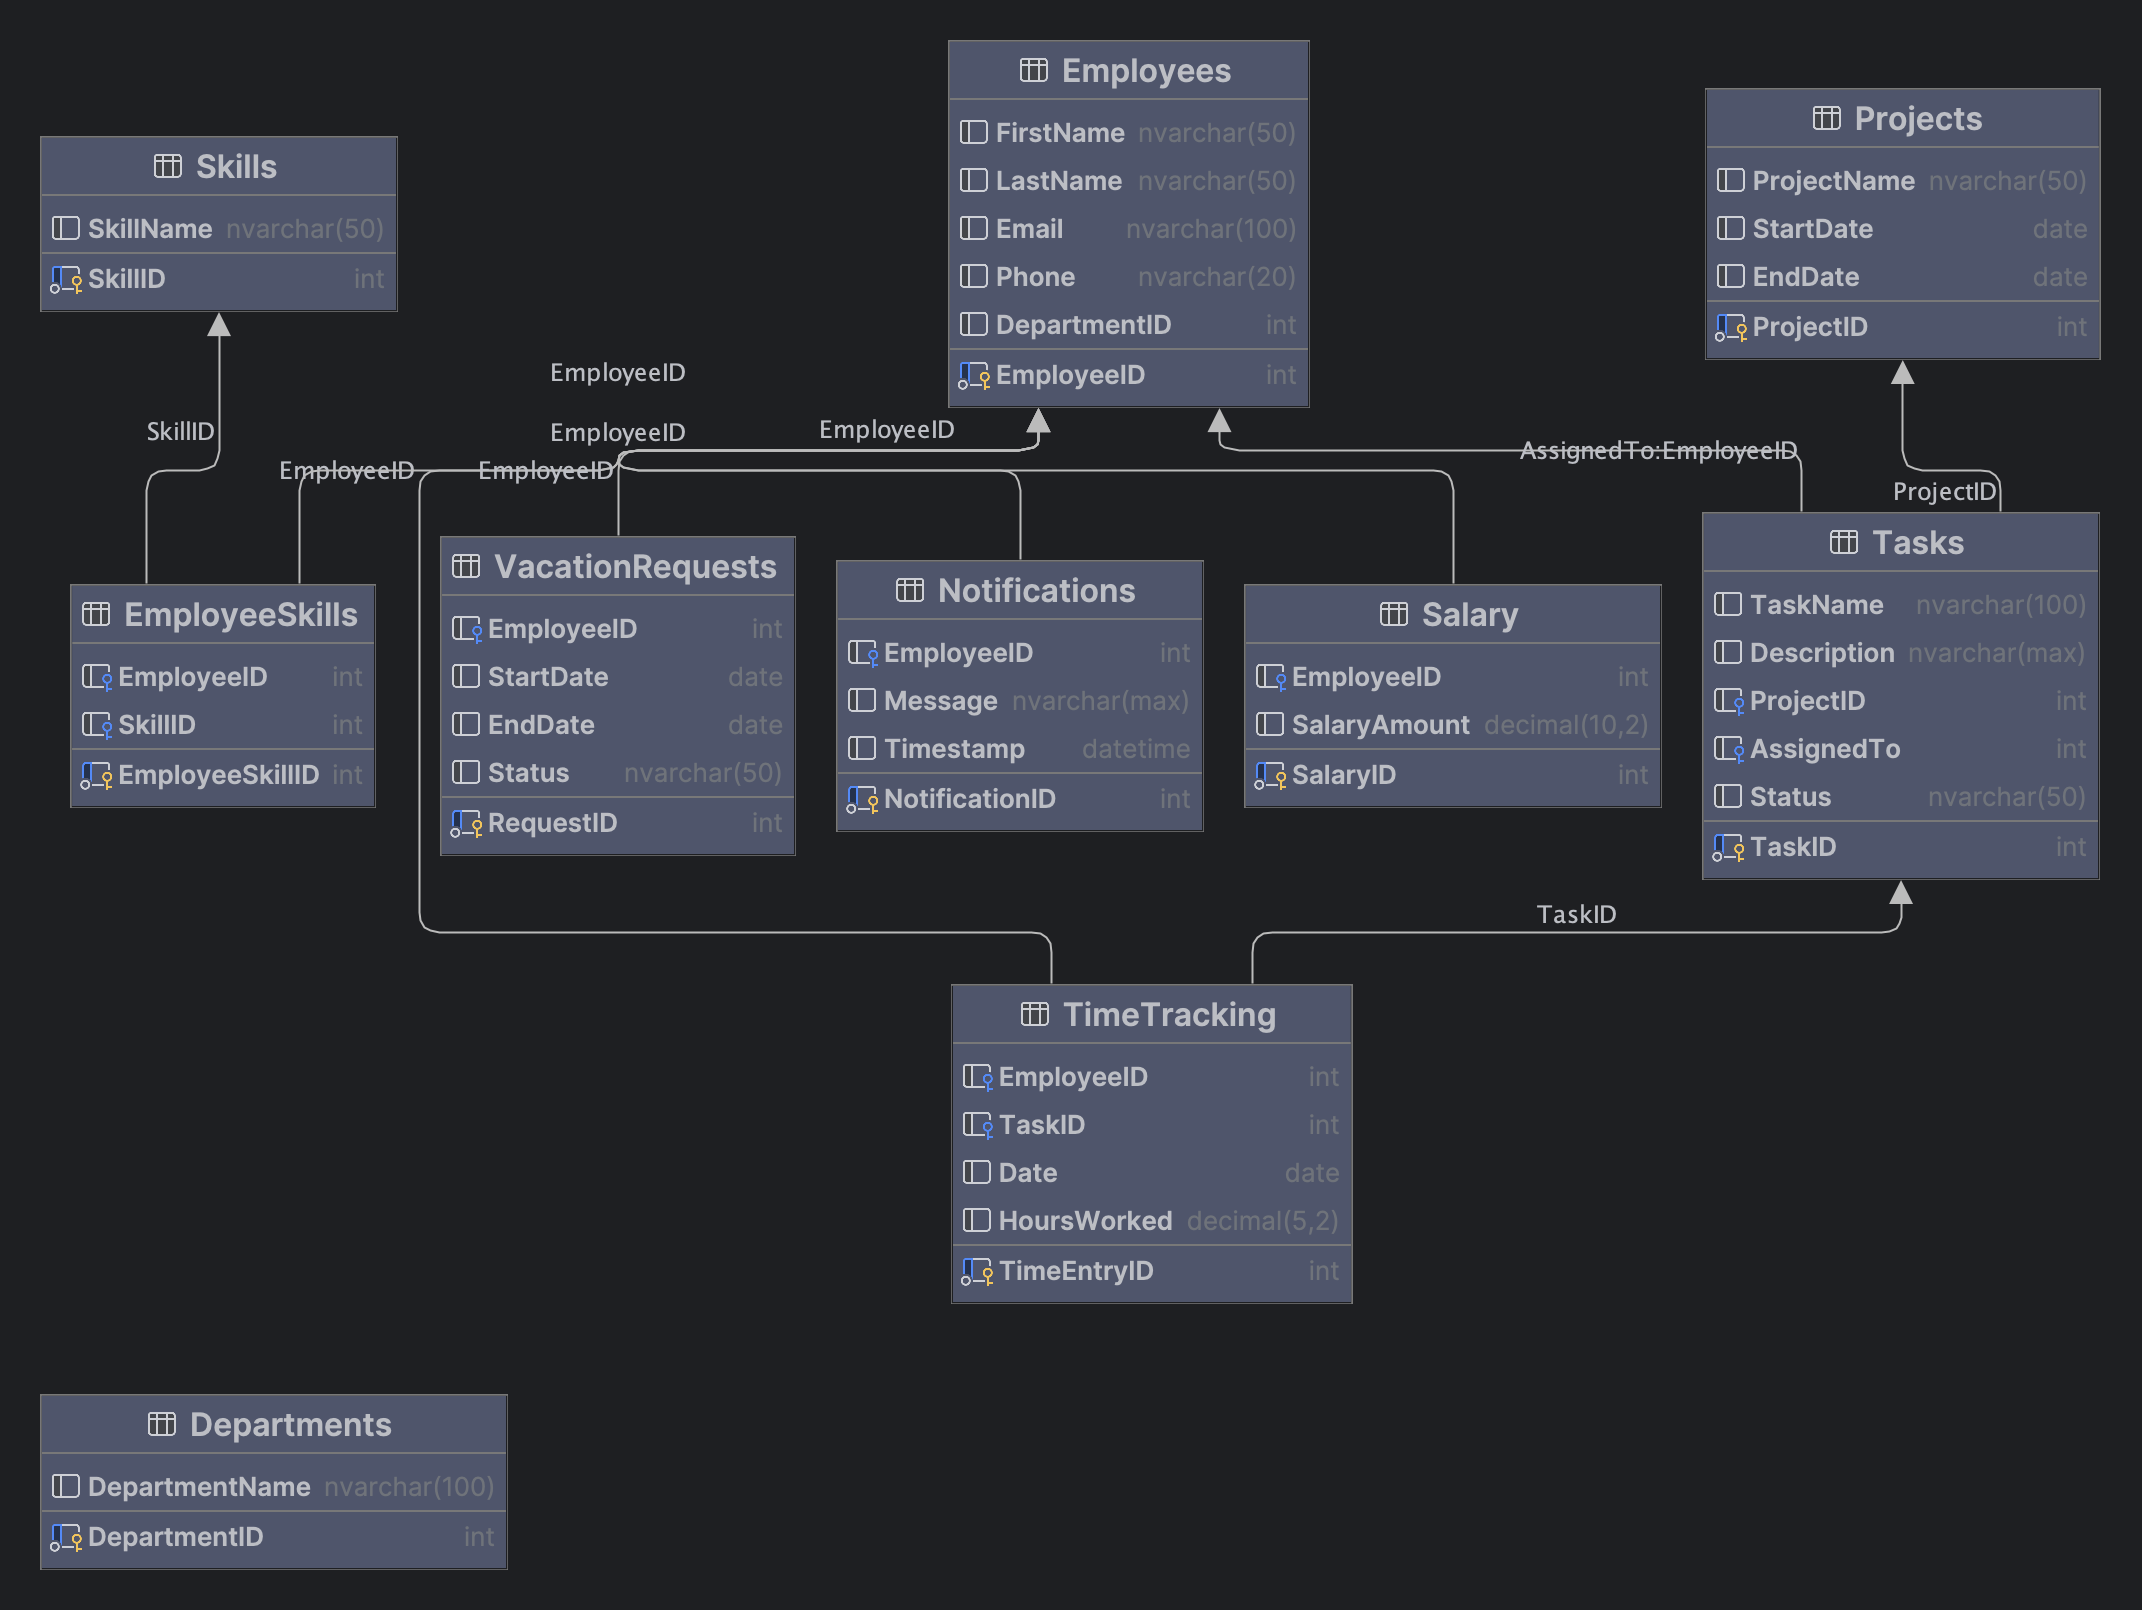 Employees
FirstName nvarchar(50)
LastName nvarchar(50)
Email nvarchar(100)
Phone nvarchar(20)
DepartmentID int
EmployeeID int
Projects
ProjectName nvarchar(50)
StartDate date
EndDate date
ProjectID int
Skills
SkillName nvarchar(50)
SkillID int
EmployeeID
SkillID
EmployeeID
EmployeeID
AssignedTo:EmployeeID
EmployeeID
EmployeeID
ProjectID
EmployeeSkills
EmployeeID int
SkillID int
EmployeeSkillID int
VacationRequests
EmployeeID int
StartDate date
EndDate date
Status nvarchar(50)
RequestID int
Notifications
EmployeeID int
Message nvarchar(max)
Timestamp datetime
NotificationID int
Salary
EmployeeID int
SalaryAmount decimal(10,2)
SalaryID int
Tasks
TaskName nvarchar(100)
Description nvarchar(max)
ProjectID int
AssignedTo int
Status nvarchar(50)
TaskID int
TaskID
TimeTracking
EmployeeID int
TaskID int
Date date
HoursWorked decimal(5,2)
TimeEntryID int
Departments
DepartmentName nvarchar(100)
DepartmentID int